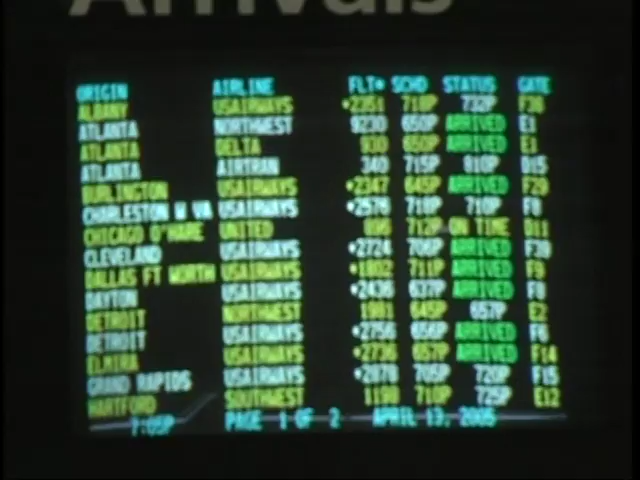 Arrivals
ORIGIN AIRLINE FLT* SCHD STATUS GATE
ALBANY USAIRWAYS *2351 718P 732P F36
ATLANTA NORTHWEST 9230 650P ARRIVED E1
ATLANTA DELTA 930 650P ARRIVED E1
ATLANTA AIRTRAN 340 715P 810P D15
BURLINGTON USAIRWAYS *2347 645P ARRIVED F29
CHARLESTON W VA USAIRWAYS 710P 710P F8
CHICAGO O'HARE UNITED 712P ON TIME D11
CLEVELAND USAIRWAYS *2724 706P ARRIVED F30
DALLAS FT WORTH USAIRWAYS *1802 711P ARRIVED F9
DAYTON USAIRWAYS *2436 637P ARRIVED F8
DETROIT NORTHWEST 645P 657P E2
DETROIT USAIRWAYS *2756 656P ARRIVED F6
ELMIRA USAIRWAYS *2736 657P ARRIVED F14
GRAND RAPIDS USAIRWAYS *2878 705P 720P F15
HARTFORD SOUTHWEST 1190 710P 725P E12
7:05P PAGE 1 OF 2 APRIL 13, 2005